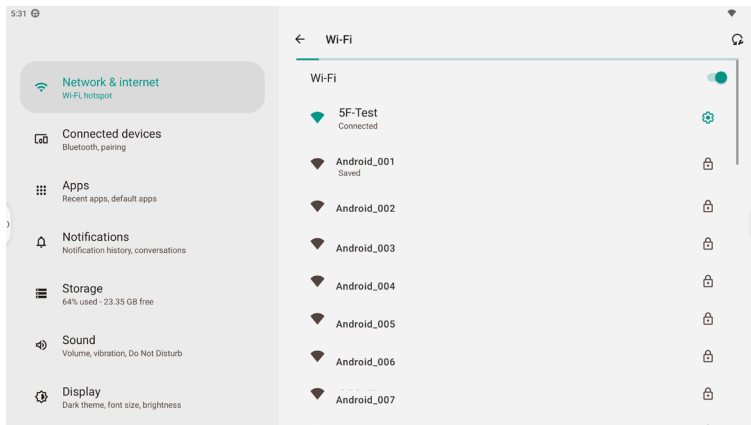 5:31
Network & internet
Wi-Fi, hotspot
Connected devices
Bluetooth, pairing
Apps
Recent apps, default apps
Notifications
Notification history, conversations
Storage
64% used - 23.35 GB free
Sound
Volume, vibration, Do Not Disturb
Display
Dark theme, font size, brightness
Wi-Fi
Wi-Fi
5F-Test
Connected
Android_001
Saved
Android_002
Android_003
Android_004
Android_005
Android_006
Android_007